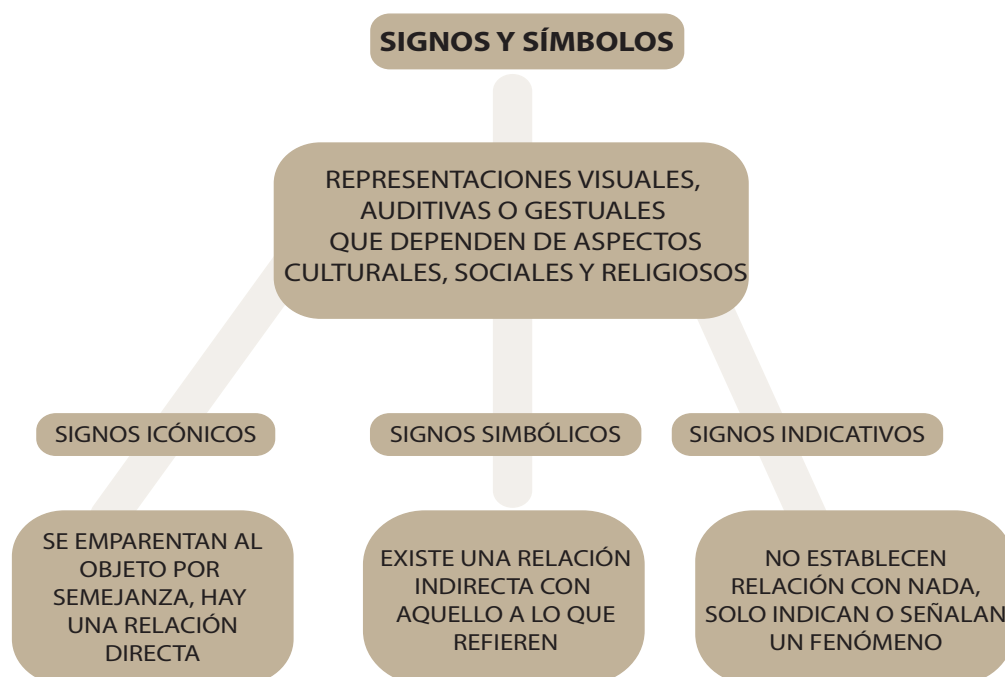 SIGNOS Y SÍMBOLOS
REPRESENTACIONES VISUALES,
AUDITIVAS O GESTUALES
QUE DEPENDEN DE ASPECTOS
CULTURALES, SOCIALES Y RELIGIOSOS
SIGNOS ICÓNICOS
SE EMPARENTAN AL
OBJETO POR
SEMEJANZA, HAY
UNA RELACIÓN
DIRECTA
SIGNOS SIMBÓLICOS
EXISTE UNA RELACIÓN
INDIRECTA CON
AQUELLO A LO QUE
REFIEREN
SIGNOS INDICATIVOS
NO ESTABLECEN
RELACIÓN CON NADA,
SOLO INDICAN O SEÑALAN
UN FENÓMENO